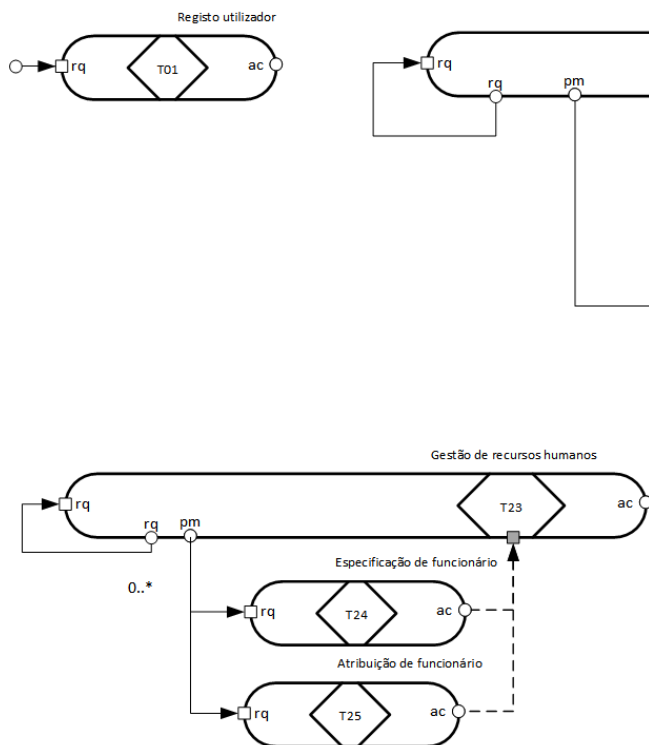 Registo utilizador
rq
T01
ac
rq
rq
pm
Gestão de recursos humanos
rq
T23
ac
rq
pm
Especificação de funcionário
0..*
rq
T24
ac
Atribuição de funcionário
rq
T25
ac